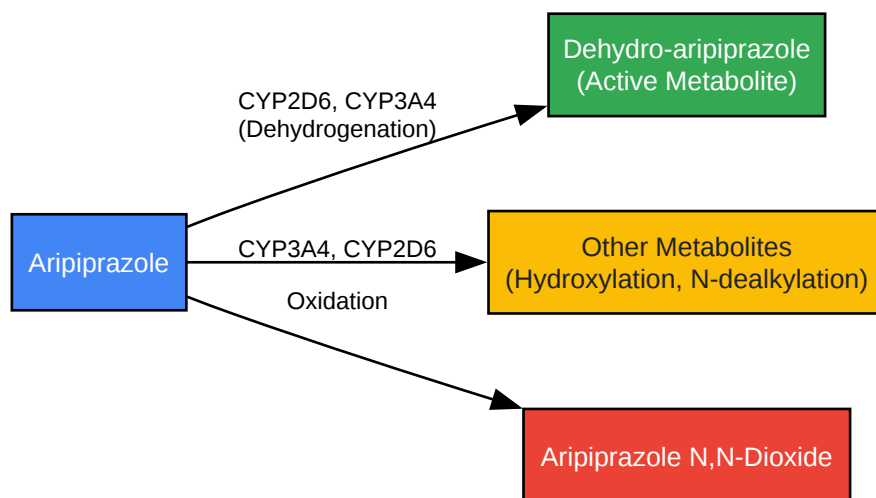 Dehydro-aripiprazole
(Active Metabolite)
CYP2D6, CYP3A4
(Dehydrogenation)
Aripiprazole
CYP3A4, CYP2D6
Other Metabolites
(Hydroxylation, N-dealkylation)
Oxidation
Aripiprazole N,N-Dioxide